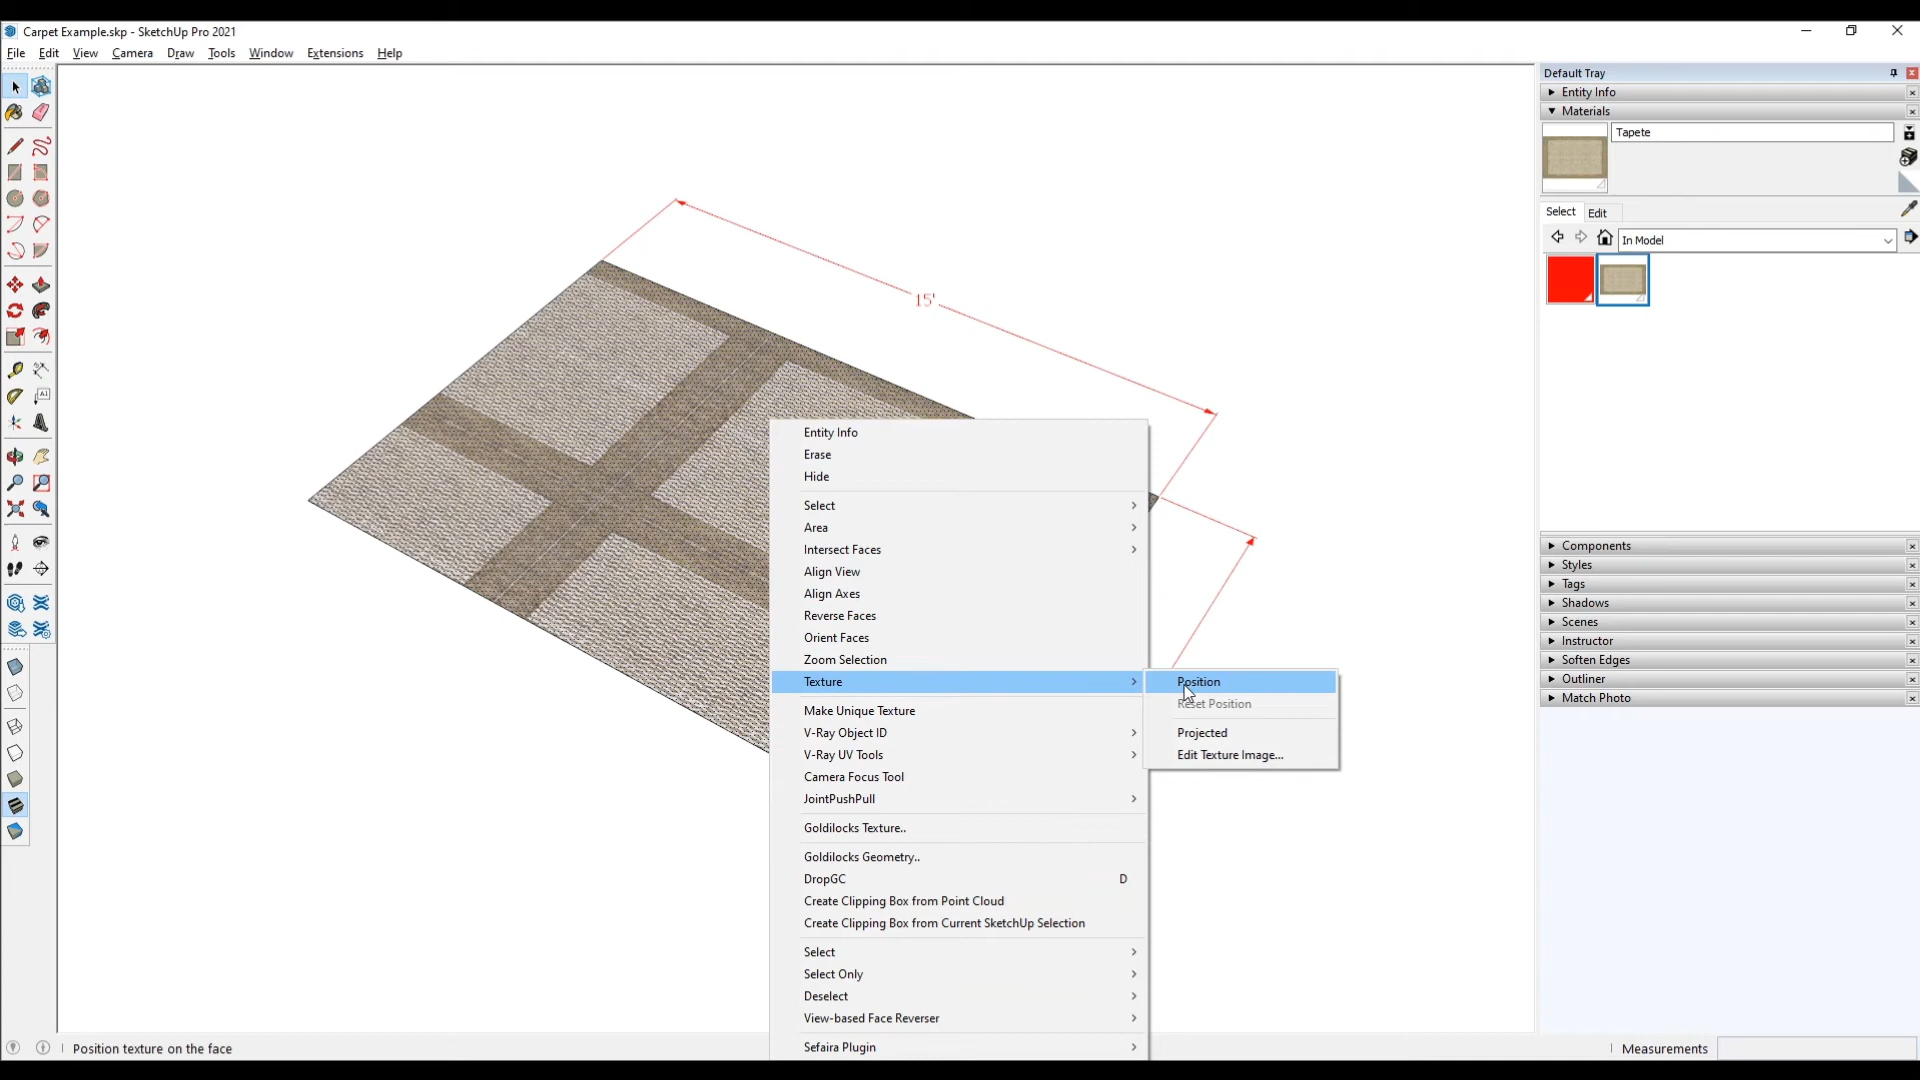 Carpet Example.skp - SketchUp Pro 2021
File Edit View Camera Draw Tools Window Extensions Help
Default Tray
Entity Info
Materials
Tapete
Select Edit
In Model
15'
A1
Entity Info
Erase
Hide
Select
Area
Intersect Faces
Align View
Align Axes
Reverse Faces
Orient Faces
Zoom Selection
Texture
Position
Reset Position
Projected
Edit Texture Image...
Make Unique Texture
V-Ray Object ID
V-Ray UV Tools
Camera Focus Tool
JointPushPull
Goldilocks Texture..
Goldilocks Geometry..
DropGC D
Create Clipping Box from Point Cloud
Create Clipping Box from Current SketchUp Selection
Select
Select Only
Deselect
View-based Face Reverser
Sefaira Plugin
Components
Styles
Tags
Shadows
Scenes
Instructor
Soften Edges
Outliner
Match Photo
Position texture on the face
Measurements